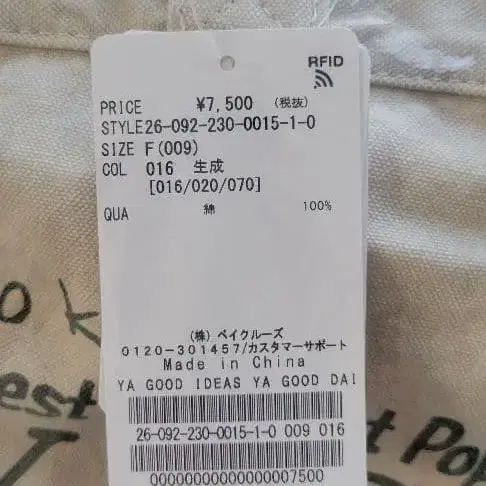 RFID
PRICE ¥7,500 (税抜)
STYLE26-092-230-0015-1-0
SIZE F(009)
COL 016 生成
[016/020/070]
QUA 綿 100%
(株) ベイクルーズ
0120-301457/カスタマーサポート
Made in China
YA GOOD IDEAS YA GOOD DAI
26-092-230-0015-1-0 009 016
00000000000000007500
o K
est
t Pop